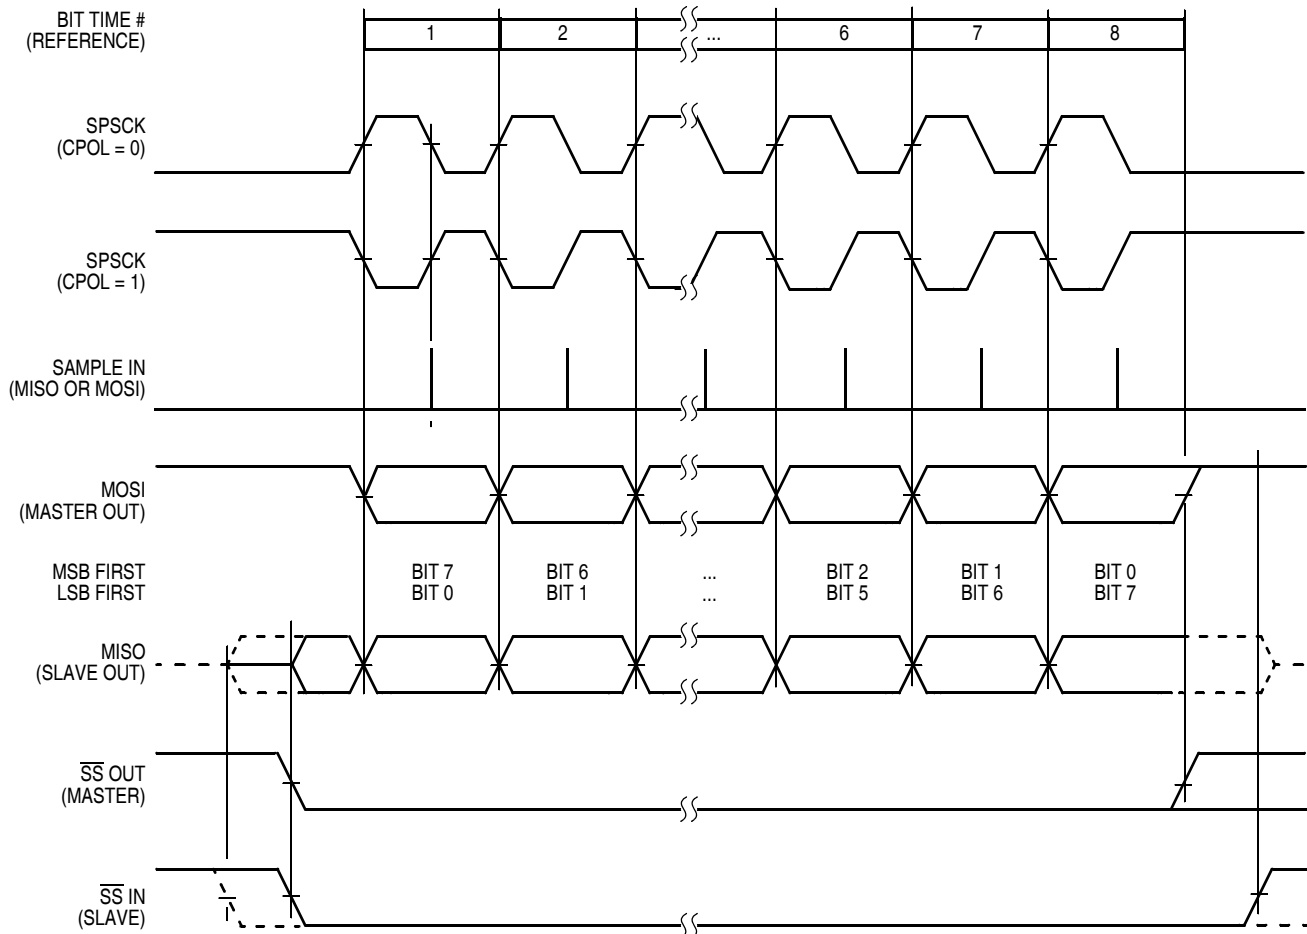 BIT TIME #
(REFERENCE)
1 2 ... 6 7 8
SPSCK
(CPOL = 0)
SPSCK
(CPOL = 1)
SAMPLE IN
(MISO OR MOSI)
MOSI
(MASTER OUT)
MSB FIRST BIT 7 BIT 6 ... BIT 2 BIT 1 BIT 0
LSB FIRST BIT 0 BIT 1 ... BIT 5 BIT 6 BIT 7
MISO
(SLAVE OUT)
S̅S̅ OUT
(MASTER)
S̅S̅ IN
(SLAVE)